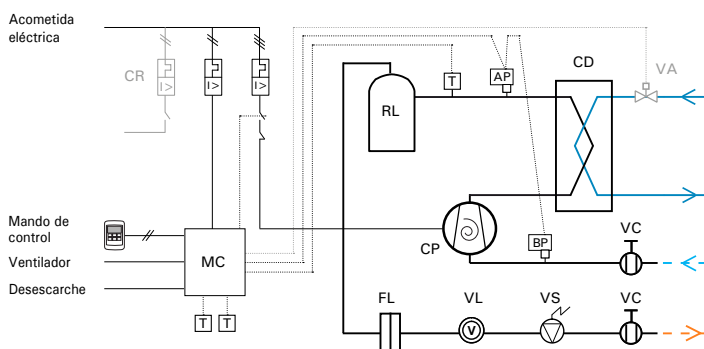 Acometida
eléctrica
CR
I>
I>
I>
RL
T
AP
CD
VA
Mando de
control
Ventilador
Desescarche
MC
T
T
CP
BP
VC
FL
VL
V
VS
VC